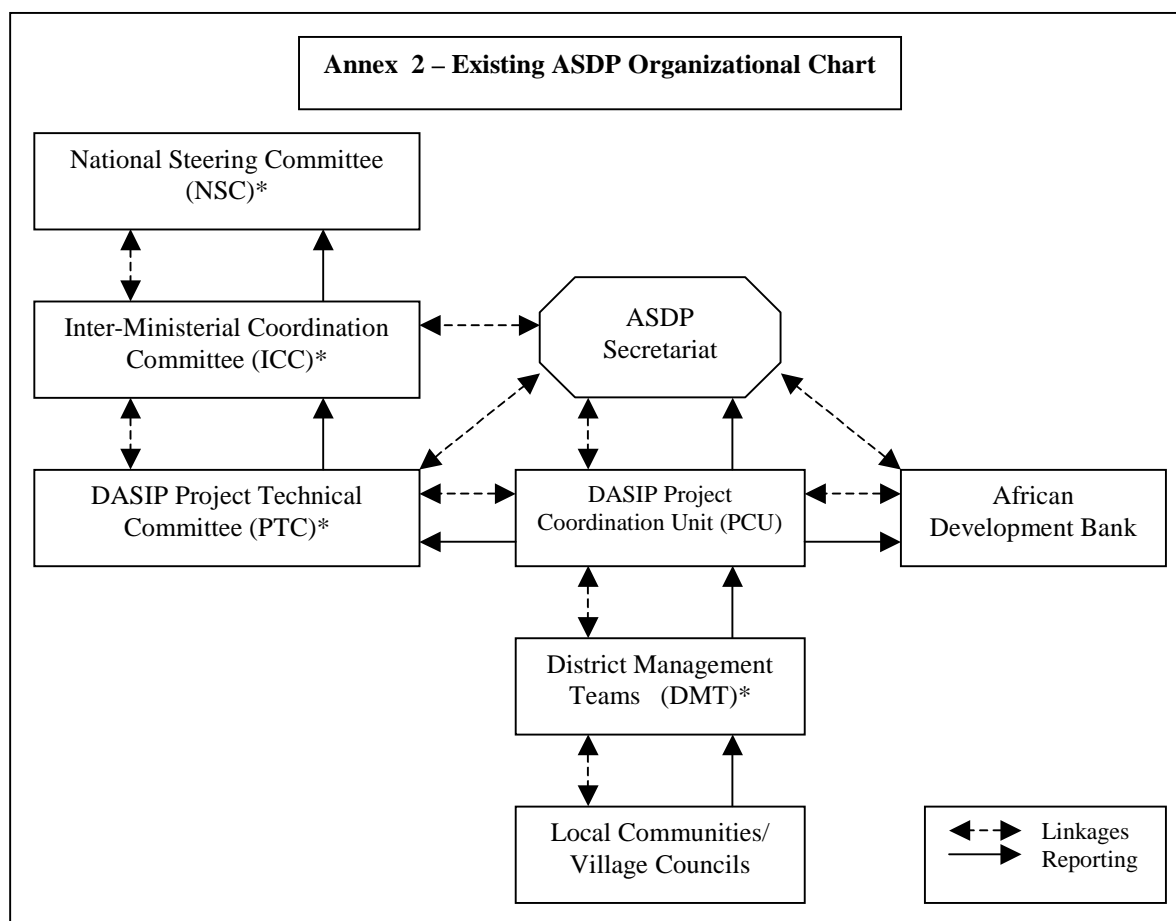 Annex 2 – Existing ASDP Organizational Chart
National Steering Committee
(NSC)*
Inter-Ministerial Coordination
Committee (ICC)*
ASDP
Secretariat
DASIP Project Technical
Committee (PTC)*
DASIP Project
Coordination Unit (PCU)
African
Development Bank
District Management
Teams (DMT)*
Local Communities/
Village Councils
Linkages
Reporting